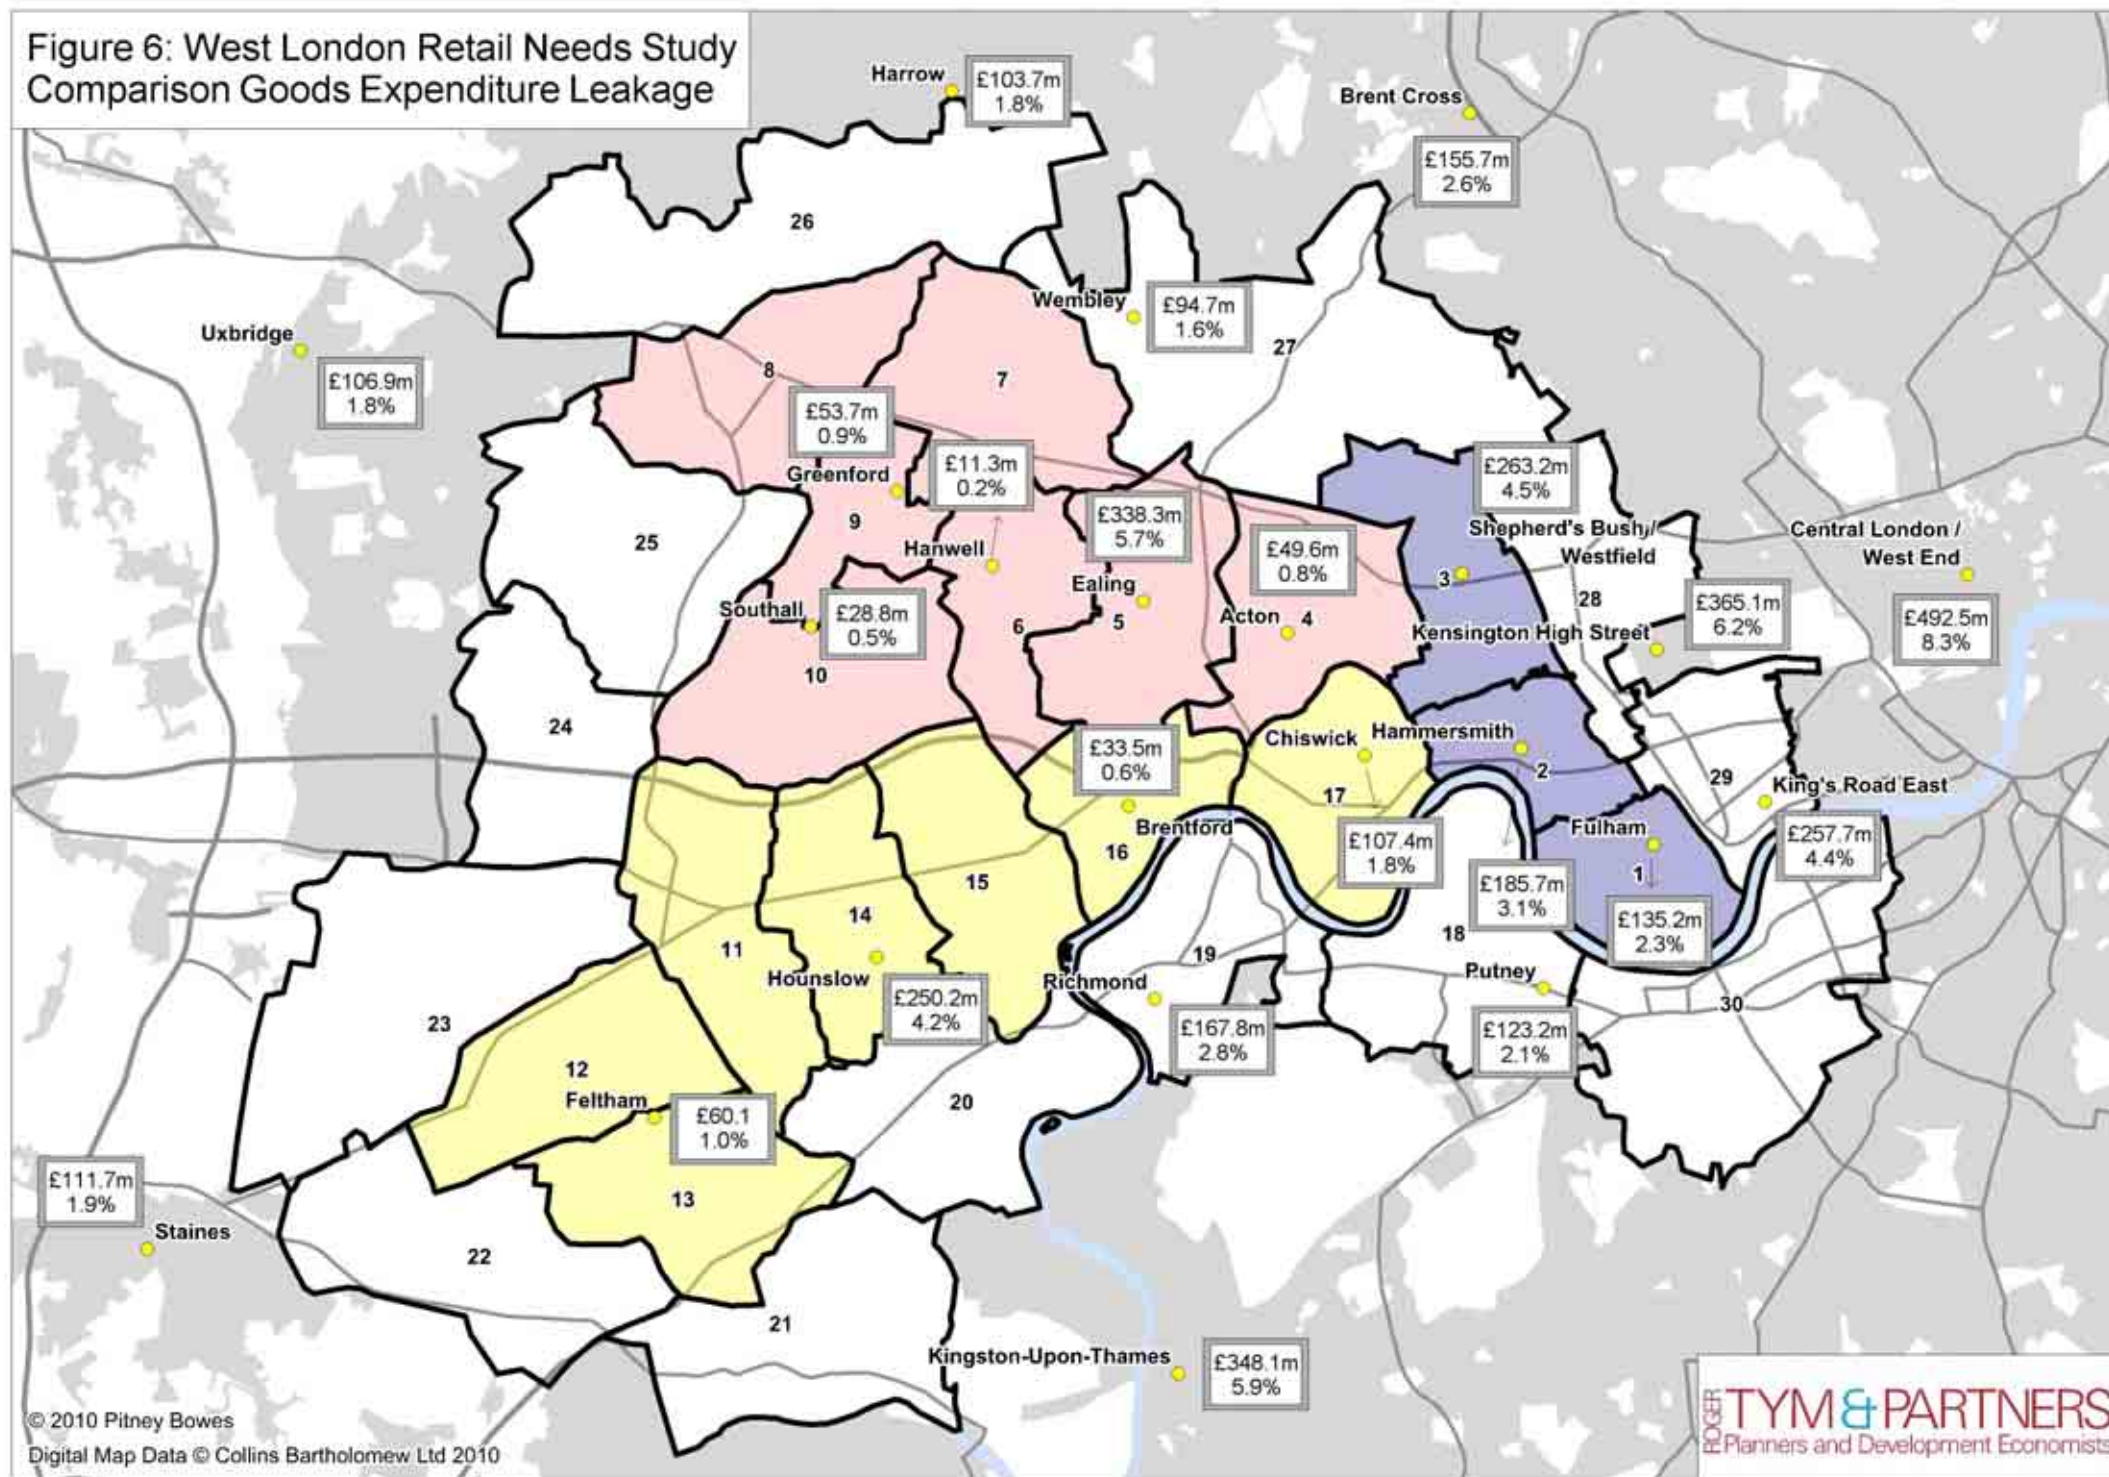 Figure 6: West London Retail Needs Study
Comparison Goods Expenditure Leakage
Harrow
£103.7m
1.8%
Brent Cross
£155.7m
2.6%
26
Wembley
£94.7m
1.6%
27
Uxbridge
£106.9m
1.8%
8
7
£53.7m
0.9%
Greenford
£11.3m
0.2%
£263.2m
4.5%
Shepherd's Bush /
Westfield
Central London /
West End
£492.5m
8.3%
9
25
Hanwell
£338.3m
5.7%
£49.6m
0.8%
3
28
£365.1m
6.2%
Ealing
Southall
£28.8m
0.5%
6
5
Acton
4
Kensington High Street
10
24
£33.5m
0.6%
Chiswick
Hammersmith
2
29
King's Road East
17
Brentford
16
Fulham
£257.7m
4.4%
£107.4m
1.8%
1
£185.7m
3.1%
15
14
11
£135.2m
2.3%
18
19
Hounslow
Richmond
Putney
£250.2m
4.2%
30
23
£167.8m
2.8%
£123.2m
2.1%
12
Feltham
£60.1
1.0%
20
£111.7m
1.9%
13
Staines
22
21
Kingston-Upon-Thames
£348.1m
5.9%
© 2010 Pitney Bowes
Digital Map Data © Collins Bartholomew Ltd 2010
ROGER
TYM & PARTNERS
Planners and Development Economists